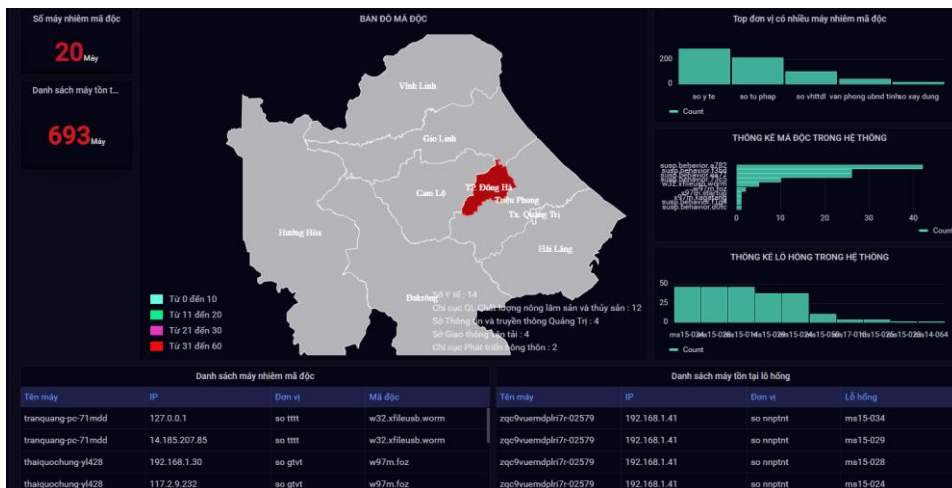 Số máy nhiễm mã độc
20 Máy
Danh sách máy tồn t...
693 Máy
BẢN ĐỒ MÃ ĐỘC
Vĩnh Linh
Gio Linh
Cam Lộ
T.P. Đông Hà
Triệu Phong
Tx. Quảng Trị
Hướng Hóa
Hải Lăng
Đakrông
Từ 0 đến 10
Từ 11 đến 20
Từ 21 đến 30
Từ 31 đến 60
Sở Y tế : 14
Chi cục QL Chất lượng nông lâm sản và thủy sản : 12
Sở Thông tin và truyền thông Quảng Trị : 4
Sở Giao thông vận tải : 4
Chi cục Phát triển nông thôn : 2
Top đơn vị có nhiều máy nhiễm mã độc
200
0
so y te so tu phap so vhttdl van phong ubnd tinh so xay dung
Count
THỐNG KÊ MÃ ĐỘC TRONG HỆ THỐNG
susp.behavior.a782
w32.xfileusb.worm
0 10 20 30 40
Count
THỐNG KÊ LỖ HỔNG TRONG HỆ THỐNG
50
25
0
ms15-034
Count
Danh sách máy nhiễm mã độc
Tên máy IP Đơn vị Mã độc
tranquang-pc-71mdd 127.0.0.1 so tttt w32.xfileusb.worm
tranquang-pc-71mdd 14.185.207.85 so tttt w32.xfileusb.worm
thaiquochung-yl428 192.168.1.30 so gtvt w97m.foz
thaiquochung-yl428 117.2.9.232 so gtvt w97m.foz
Danh sách máy tồn tại lỗ hổng
Tên máy IP Đơn vị Lỗ hổng
zqc9vuemdplri7r-02579 192.168.1.41 so nnptnt ms15-034
zqc9vuemdplri7r-02579 192.168.1.41 so nnptnt ms15-029
zqc9vuemdplri7r-02579 192.168.1.41 so nnptnt ms15-028
zqc9vuemdplri7r-02579 192.168.1.41 so nnptnt ms15-024